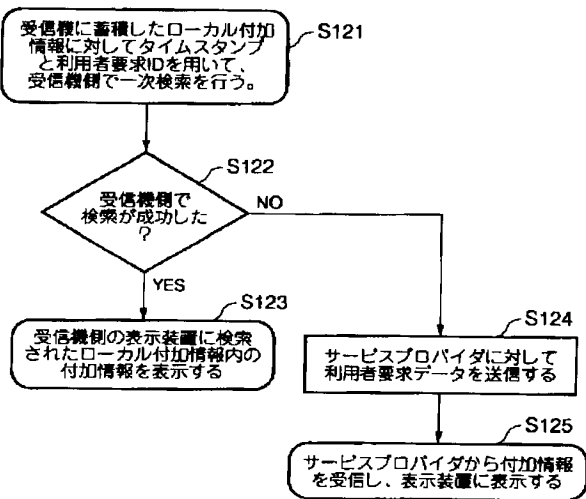 受信機に蓄積したローカル付加
情報に対してタイムスタンプ
と利用者要求IDを用いて、
受信機側で一次検索を行う。
S121
S122
受信機側で
検索が成功した
?
NO
YES
S123
受信機側の表示装置に検索
されたローカル付加情報内の
付加情報を表示する
S124
サービスプロバイダに対して
利用者要求データを送信する
S125
サービスプロバイダから付加情報
を受信し、表示装置に表示する